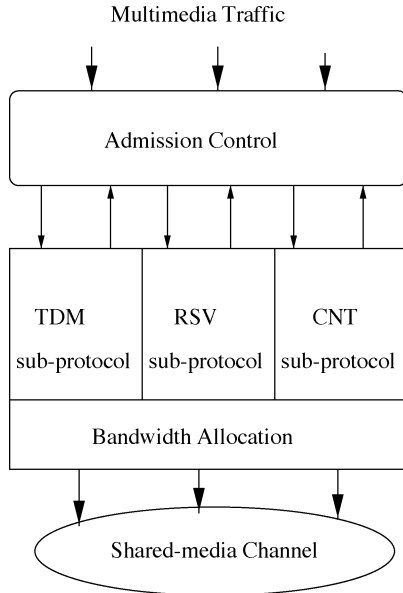 Multimedia Traffic
Admission Control
TDM
sub-protocol
RSV
sub-protocol
CNT
sub-protocol
Bandwidth Allocation
Shared-media Channel